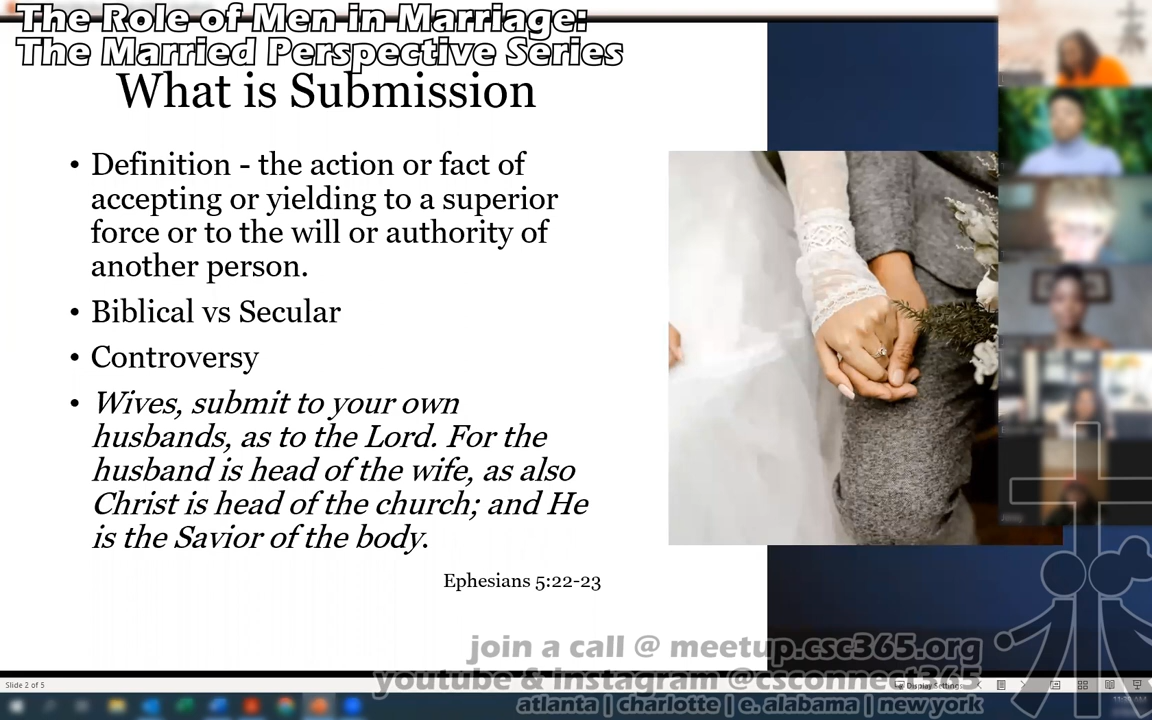 The Role of Men in Marriage:
The Married Perspective Series
What is Submission
• Definition - the action or fact of
accepting or yielding to a superior
force or to the will or authority of
another person.
• Biblical vs Secular
• Controversy
• Wives, submit to your own
husbands, as to the Lord. For the
husband is head of the wife, as also
Christ is head of the church; and He
is the Savior of the body.
Ephesians 5:22-23
join a call @ meetup.csc365.org
youtube & instagram @csconnect365
Slide 2 of 5
Display Settings
atlanta | charlotte | e. alabama | newyork